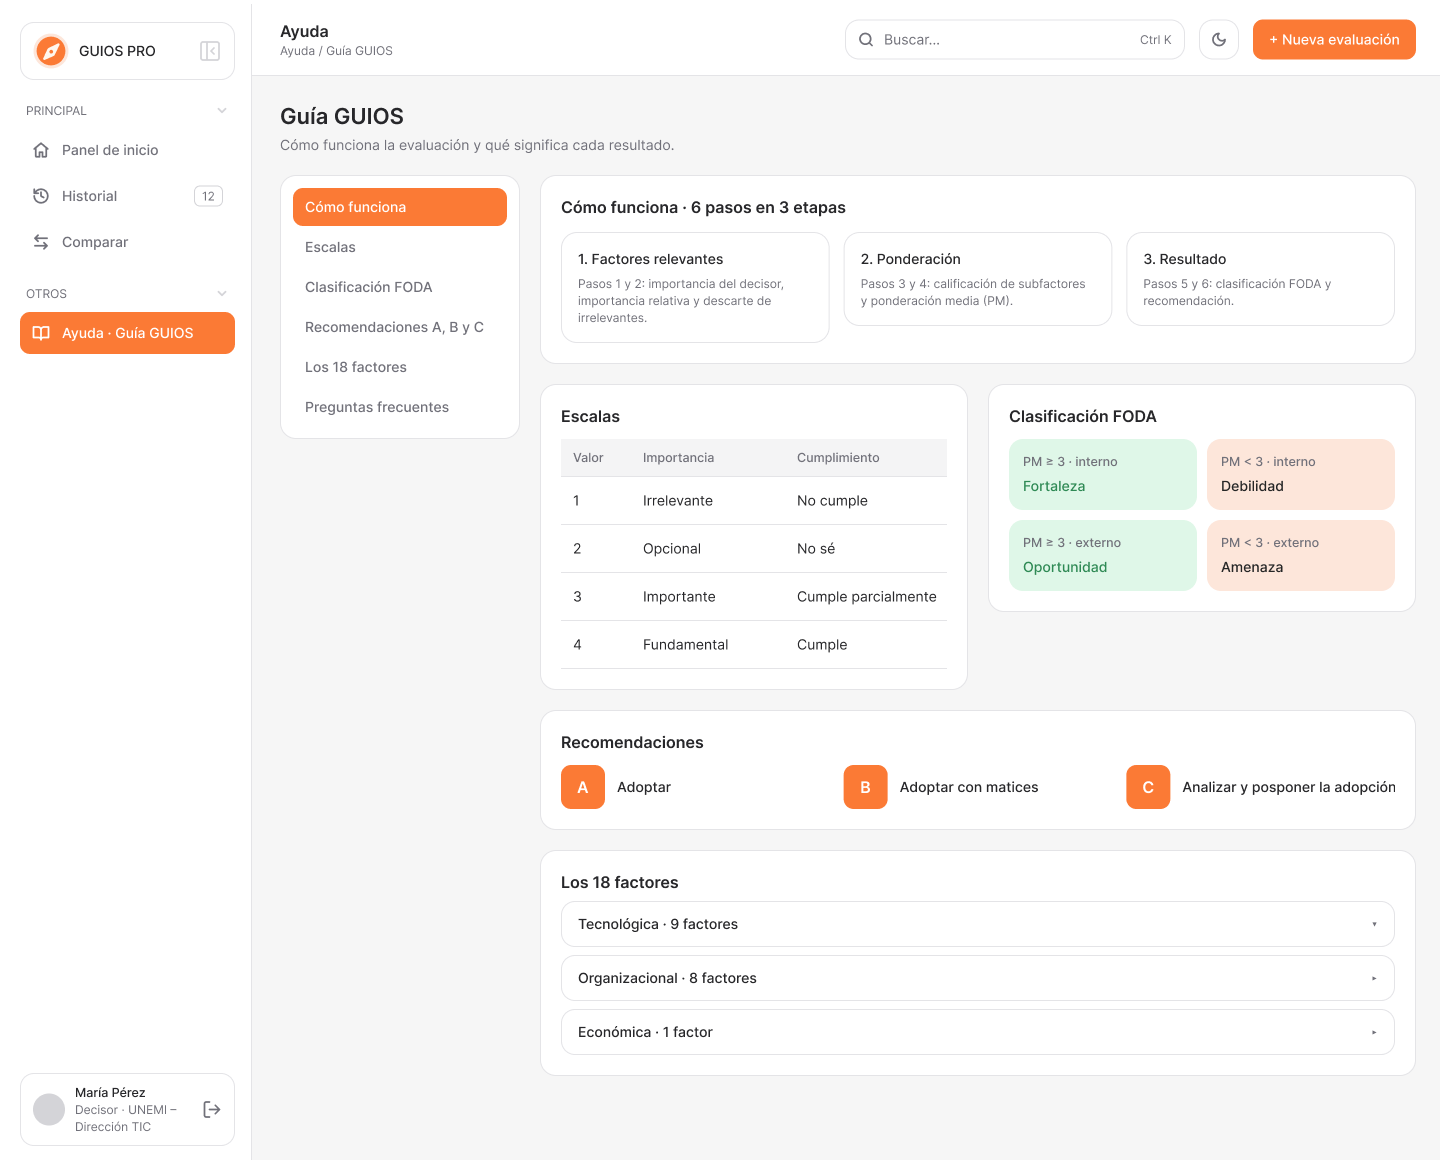 GUIOS PRO
PRINCIPAL
Panel de inicio
Historial
12
Comparar
OTROS
Ayuda · Guía GUIOS
María Pérez
Decisor · UNEMI –
Dirección TIC
Ayuda
Ayuda / Guía GUIOS
Buscar...
Ctrl K
+ Nueva evaluación
Guía GUIOS
Cómo funciona la evaluación y qué significa cada resultado.
Cómo funciona
Escalas
Clasificación FODA
Recomendaciones A, B y C
Los 18 factores
Preguntas frecuentes
Cómo funciona · 6 pasos en 3 etapas
1. Factores relevantes
Pasos 1 y 2: importancia del decisor,
importancia relativa y descarte de
irrelevantes.
2. Ponderación
Pasos 3 y 4: calificación de subfactores
y ponderación media (PM).
3. Resultado
Pasos 5 y 6: clasificación FODA y
recomendación.
Escalas
Valor Importancia Cumplimiento
1 Irrelevante No cumple
2 Opcional No sé
3 Importante Cumple parcialmente
4 Fundamental Cumple
Clasificación FODA
PM ≥ 3 · interno
Fortaleza
PM < 3 · interno
Debilidad
PM ≥ 3 · externo
Oportunidad
PM < 3 · externo
Amenaza
Recomendaciones
A Adoptar
B Adoptar con matices
C Analizar y posponer la adopción
Los 18 factores
Tecnológica · 9 factores
Organizacional · 8 factores
Económica · 1 factor